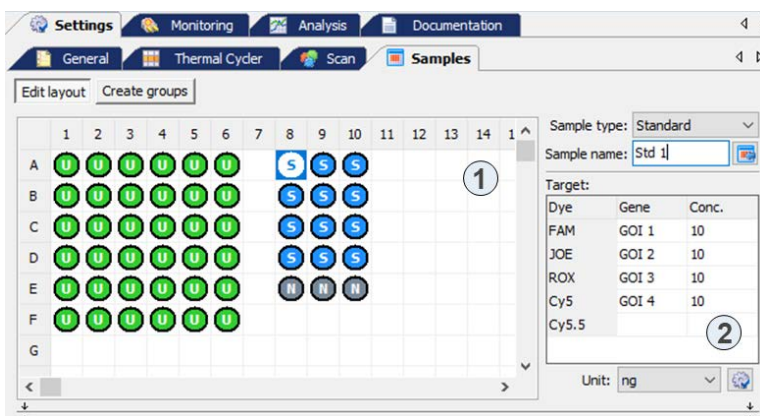 Settings Monitoring Analysis Documentation
General Thermal Cycler Scan Samples
Edit layout Create groups
1 2 3 4 5 6 7 8 9 10 11 12 13 14 1
A U U U U U U S S S
B U U U U U U S S S
C U U U U U U S S S
D U U U U U U S S S
E U U U U U U N N N
F U U U U U U
G
1
Sample type: Standard
Sample name: Std 1
Target:
Dye Gene Conc.
FAM GOI 1 10
JOE GOI 2 10
ROX GOI 3 10
Cy5 GOI 4 10
Cy5.5
2
Unit: ng